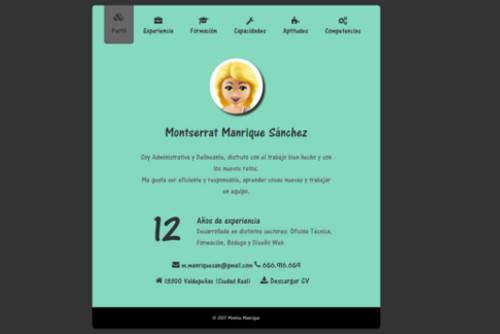 Perfil Experiencia Formación Capacidades Aptitudes Competencias
Montserrat Manrique Sánchez
Soy Administrativa y Delineante, disfruto con el trabajo bien hecho y con
los nuevos retos.
Me gusta ser eficiente y responsable, aprender cosas nuevas y trabajar
en equipo.
12 Años de experiencia
Desarrollada en distintos sectores: Oficina Técnica,
Formación, Bodega y Diseño Web
m.manriquesan@gmail.com 686.916.669
13300 Valdepeñas (Ciudad Real) Descargar CV
© 2017 Montse Manrique